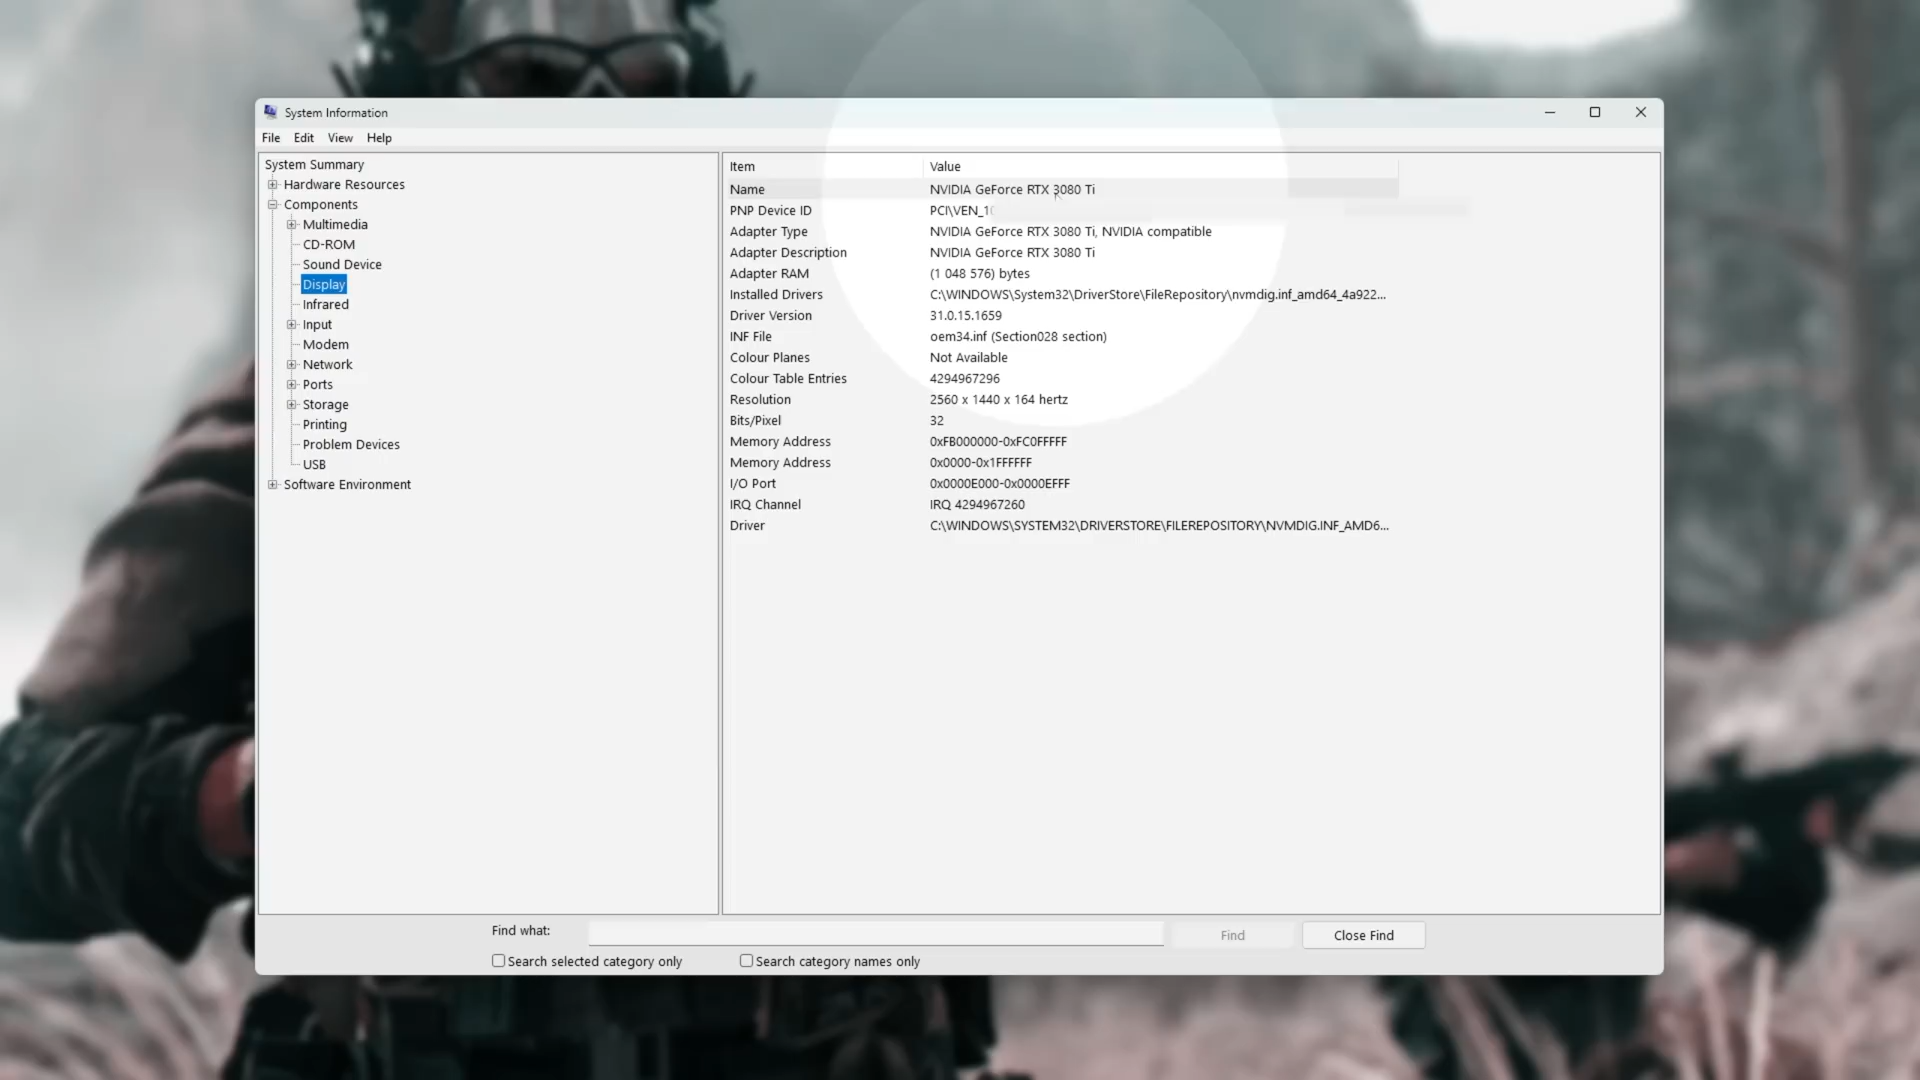 System Information
File Edit View Help
System Summary
Hardware Resources
Components
Multimedia
CD-ROM
Sound Device
Display
Infrared
Input
Modem
Network
Ports
Storage
Printing
Problem Devices
USB
Software Environment
Item Value
Name NVIDIA GeForce RTX 3080 Ti
PNP Device ID PCI\VEN_10
Adapter Type NVIDIA GeForce RTX 3080 Ti, NVIDIA compatible
Adapter Description NVIDIA GeForce RTX 3080 Ti
Adapter RAM (1 048 576) bytes
Installed Drivers C:\WINDOWS\System32\DriverStore\FileRepository\nvmdig.inf_amd64_4a922...
Driver Version 31.0.15.1659
INF File oem34.inf (Section028 section)
Colour Planes Not Available
Colour Table Entries 4294967296
Resolution 2560 x 1440 x 164 hertz
Bits/Pixel 32
Memory Address 0xFB000000-0xFC0FFFFF
Memory Address 0x0000-0x1FFFFFF
I/O Port 0x0000E000-0x0000EFFF
IRQ Channel IRQ 4294967260
Driver C:\WINDOWS\SYSTEM32\DRIVERSTORE\FILEREPOSITORY\NVMDIG.INF_AMD6...
Find what: Find Close Find
Search selected category only Search category names only